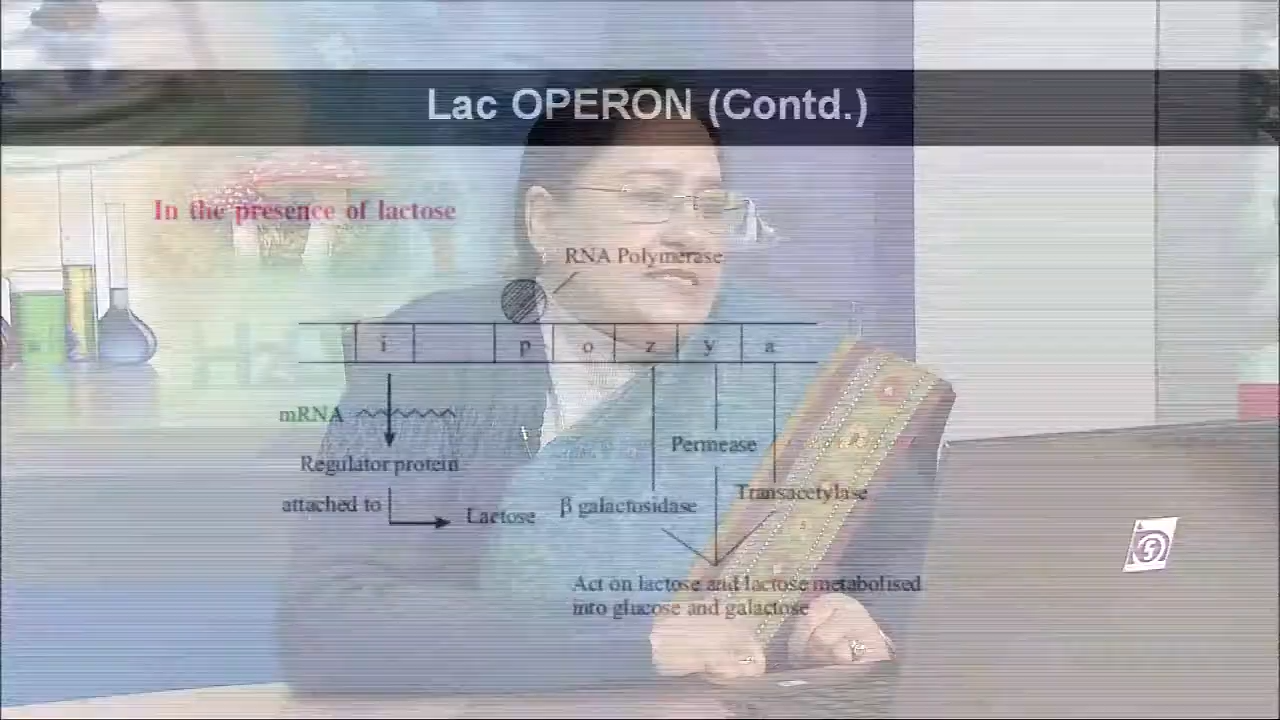 Lac OPERON (Contd.)
In the presence of lactose
RNA Polymerase
i p o z y a
mRNA
Regulator protein
attached to
Lactose
Permease
Transacetylase
β galactosidase
Act on lactose and lactose metabolised
into glucose and galactose